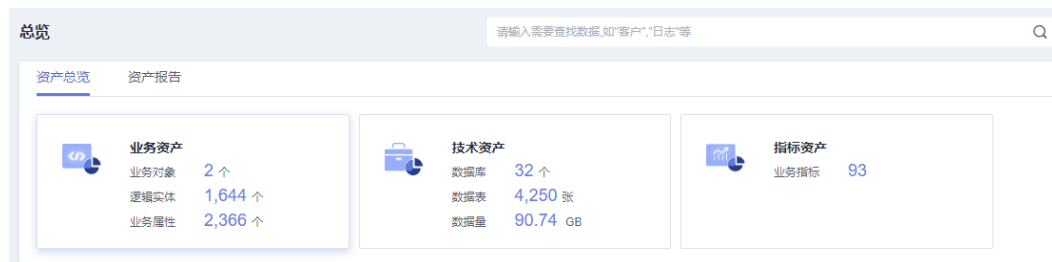 总览
请输入需要查找数据,如"客户","日志"等
资产总览 资产报告
业务资产
业务对象 2 个
逻辑实体 1,644 个
业务属性 2,366 个
技术资产
数据库 32 个
数据表 4,250 张
数据量 90.74 GB
指标资产
业务指标 93